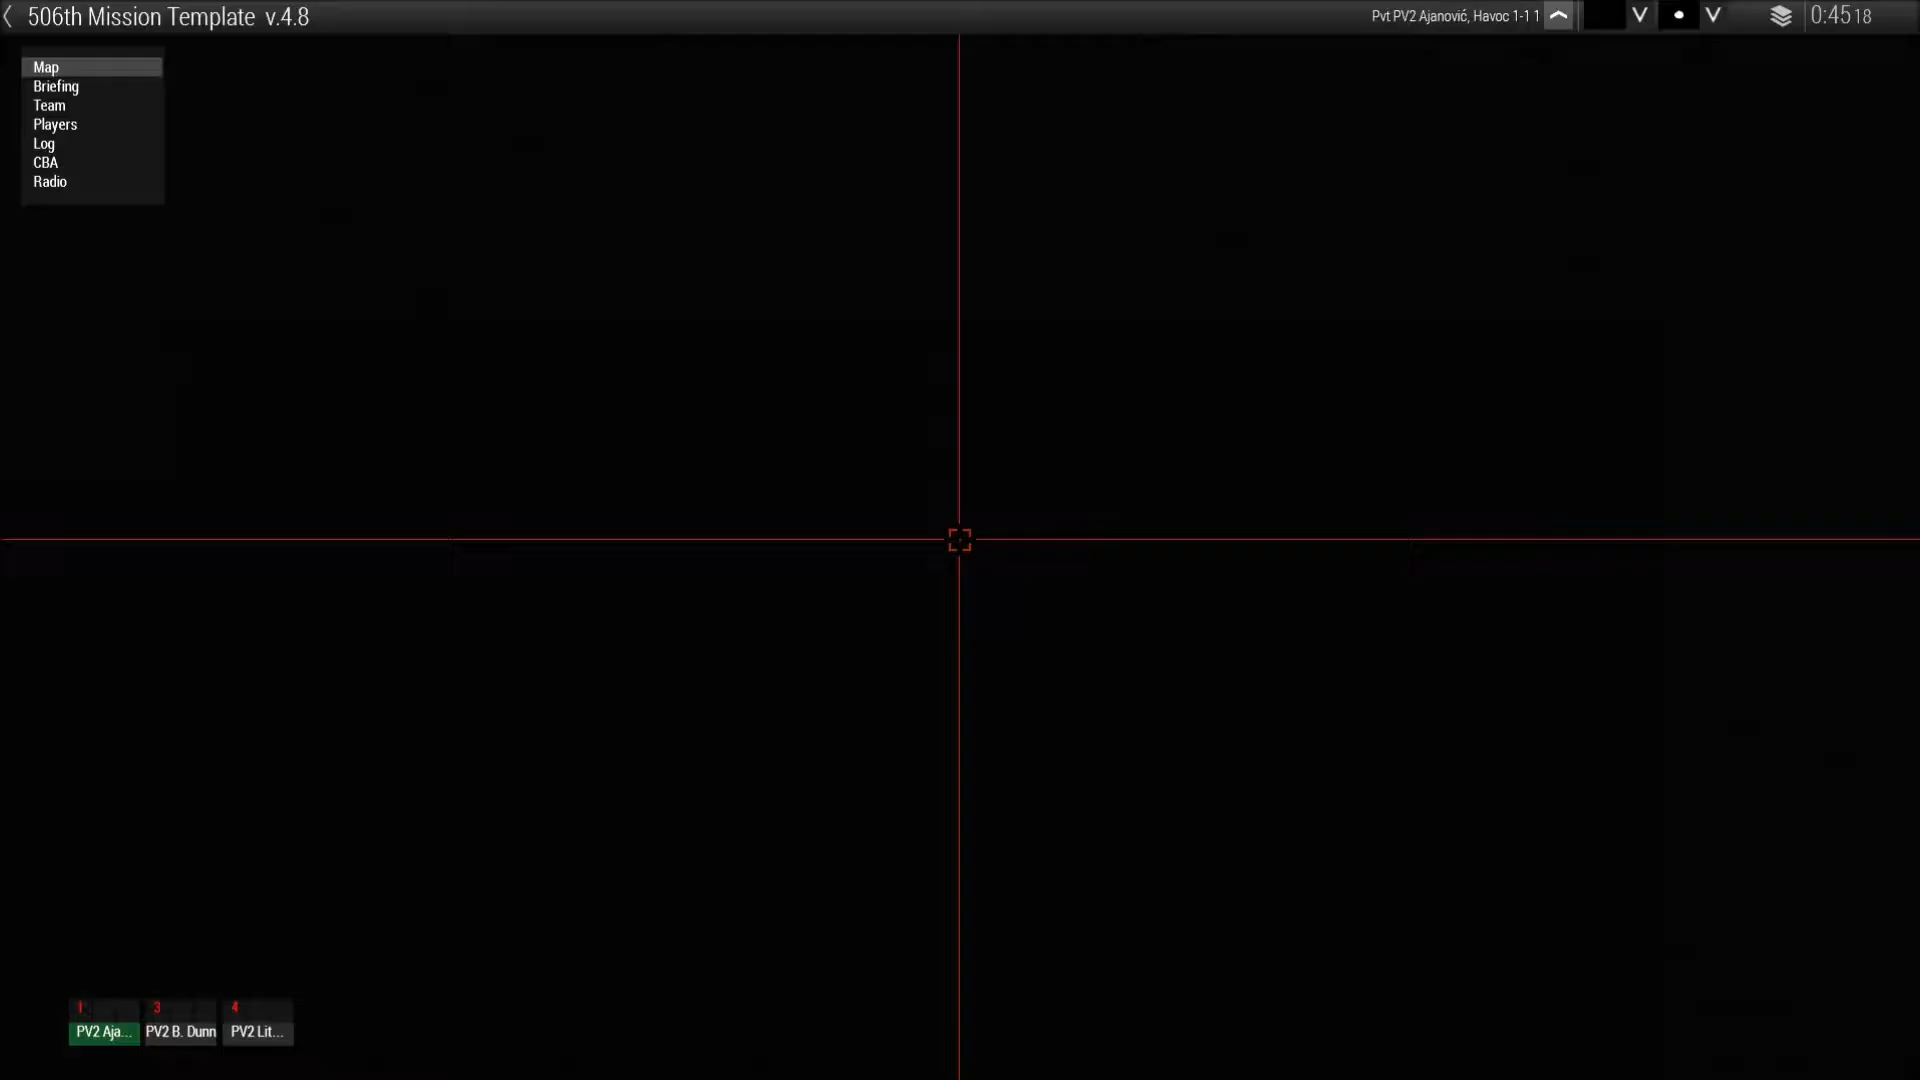 506th Mission Template v.4.8
Pvt PV2 Ajanović, Havoc 1-1 1
0:45 18
Map
Briefing
Team
Players
Log
CBA
Radio
1 3 4
PV2 Aja... PV2 B. Dunn PV2 Lit...